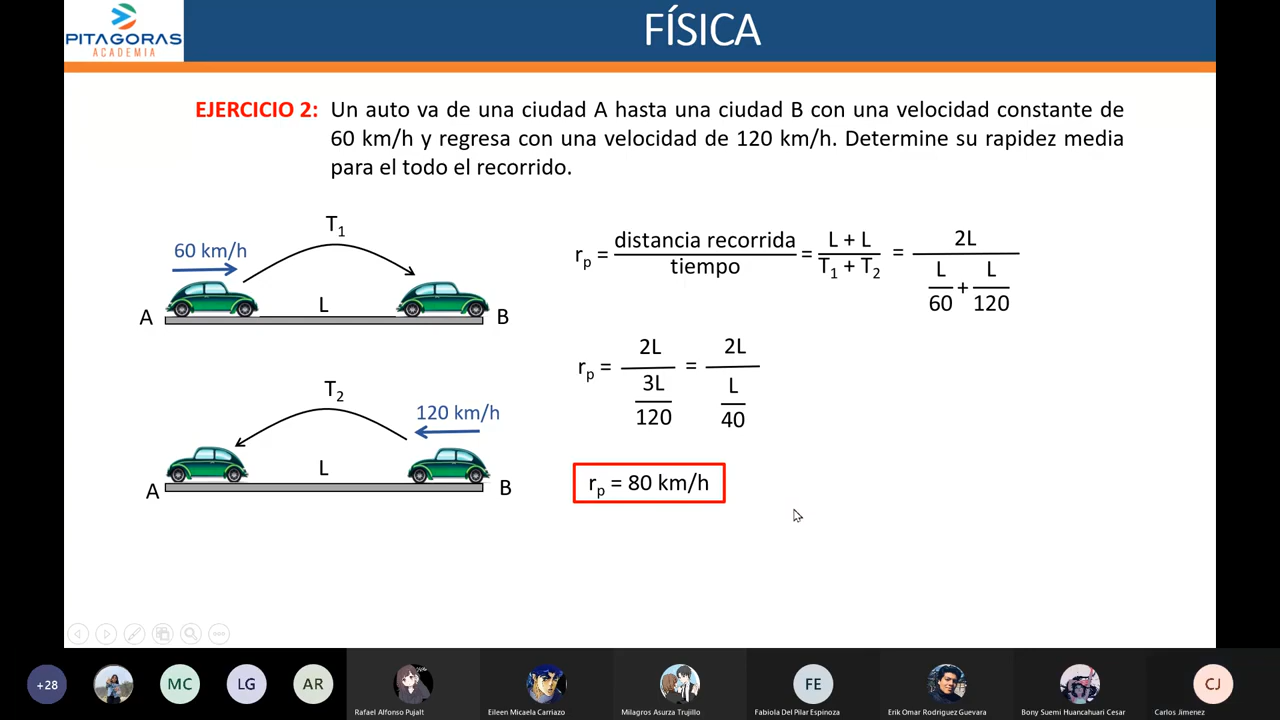 PITAGORAS
ACADEMIA
FÍSICA
EJERCICIO 2: Un auto va de una ciudad A hasta una ciudad B con una velocidad constante de
60 km/h y regresa con una velocidad de 120 km/h. Determine su rapidez media
para el todo el recorrido.
T1
60 km/h
L
A
B
T2
120 km/h
L
A
B
rp = distancia recorrida / tiempo = L + L / T1 + T2 = 2L / L/60 + L/120
rp = 2L / 3L/120 = 2L / L/40
rp = 80 km/h
+28
MC
LG
AR
FE
CJ
Rafael Alfonso Pujalt
Eileen Micaela Carriazo
Milagros Asurza Trujillo
Fabiola Del Pilar Espinoza
Erik Omar Rodriguez Guevara
Bony Suemi Huancahuari Cesar
Carlos Jimenez